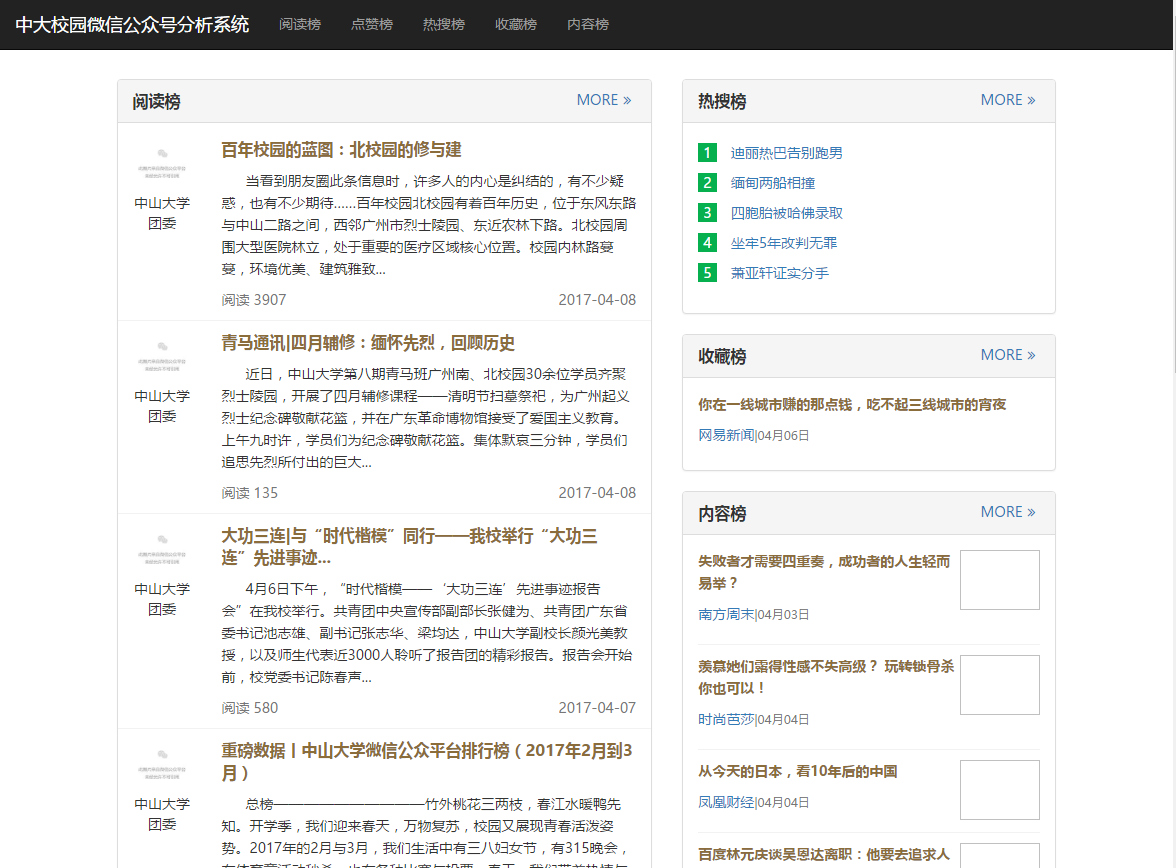 中大校园微信公众号分析系统 阅读榜 点赞榜 热搜榜 收藏榜 内容榜
阅读榜 MORE »
百年校园的蓝图：北校园的修与建
当看到朋友圈此条信息时，许多人的内心是纠结的，有不少疑
惑，也有不少期待......百年校园北校园有着百年历史，位于东风东路
与中山二路之间，西邻广州市烈士陵园、东近农林下路。北校园周
围大型医院林立，处于重要的医疗区域核心位置。校园内林路蔓
蔓，环境优美、建筑雅致...
中山大学
团委
阅读 3907 2017-04-08
青马通讯|四月辅修：缅怀先烈，回顾历史
近日，中山大学第八期青马班广州南、北校园30余位学员齐聚
烈士陵园，开展了四月辅修课程——清明节扫墓祭祀，为广州起义
烈士纪念碑敬献花篮，并在广东革命博物馆接受了爱国主义教育。
上午九时许，学员们为纪念碑敬献花篮。集体默哀三分钟，学员们
追思先烈所付出的巨大...
中山大学
团委
阅读 135 2017-04-08
大功三连|与“时代楷模”同行——我校举行“大功三
连”先进事迹...
4月6日下午，“时代楷模——‘大功三连’先进事迹报告
会”在我校举行。共青团中央宣传部副部长张健为、共青团广东省
委书记池志雄、副书记张志华、梁均达，中山大学副校长颜光美教
授，以及师生代表近3000人聆听了报告团的精彩报告。报告会开始
前，校党委书记陈春声...
中山大学
团委
阅读 580 2017-04-07
重磅数据丨中山大学微信公众平台排行榜（2017年2月到3
月）
总榜——————————竹外桃花三两枝，春江水暖鸭先
知。开学季，我们迎来春天，万物复苏，校园又展现青春活泼姿
势。2017年的2月与3月，我们生活中有三八妇女节，有315晚会，
中山大学
团委
热搜榜 MORE »
1 迪丽热巴告别跑男
2 缅甸两船相撞
3 四胞胎被哈佛录取
4 坐牢5年改判无罪
5 萧亚轩证实分手
收藏榜 MORE »
你在一线城市赚的那点钱，吃不起三线城市的宵夜
网易新闻|04月06日
内容榜 MORE »
失败者才需要四重奏，成功者的人生轻而
易举？
南方周末|04月03日
羡慕她们露得性感不失高级？ 玩转锁骨杀
你也可以！
时尚芭莎|04月04日
从今天的日本，看10年后的中国
凤凰财经|04月04日
百度林元庆谈吴恩达离职：他要去追求人